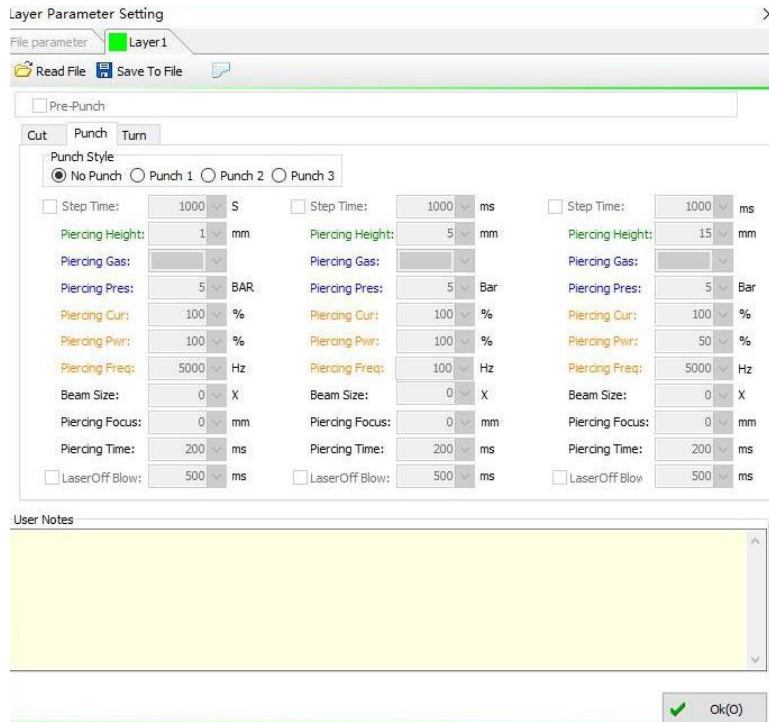 Layer Parameter Setting
File parameter Layer1
Read File Save To File
Pre-Punch
Cut Punch Turn
Punch Style
No Punch Punch 1 Punch 2 Punch 3
Step Time: 1000 S Step Time: 1000 ms Step Time: 1000 ms
Piercing Height: 1 mm Piercing Height: 5 mm Piercing Height: 15 mm
Piercing Gas: Piercing Gas: Piercing Gas:
Piercing Pres: 5 BAR Piercing Pres: 5 Bar Piercing Pres: 5 Bar
Piercing Cur: 100 % Piercing Cur: 100 % Piercing Cur: 100 %
Piercing Pwr: 100 % Piercing Pwr: 100 % Piercing Pwr: 50 %
Piercing Freq: 5000 Hz Piercing Freq: 100 Hz Piercing Freq: 5000 Hz
Beam Size: 0 X Beam Size: 0 X Beam Size: 0 X
Piercing Focus: 0 mm Piercing Focus: 0 mm Piercing Focus: 0 mm
Piercing Time: 200 ms Piercing Time: 200 ms Piercing Time: 200 ms
LaserOff Blow: 500 ms LaserOff Blow: 500 ms LaserOff Blow 500 ms
User Notes
Ok(O)